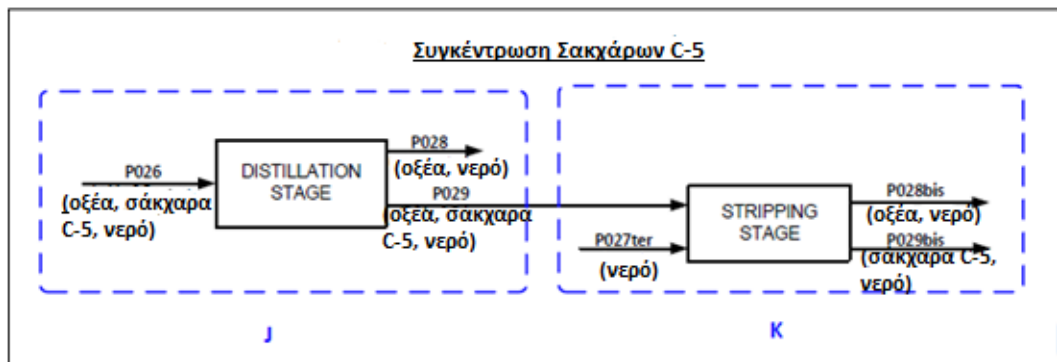 Συγκέντρωση Σακχάρων C-5
P026
(οξέα, σάκχαρα
C-5, νερό)
DISTILLATION
STAGE
P028
(οξέα, νερό)
P029
(οξέα, σάκχαρα
C-5, νερό)
P027ter
(νερό)
STRIPPING
STAGE
P028bis
(οξέα, νερό)
P029bis
(σάκχαρα C-5,
νερό)
J
K